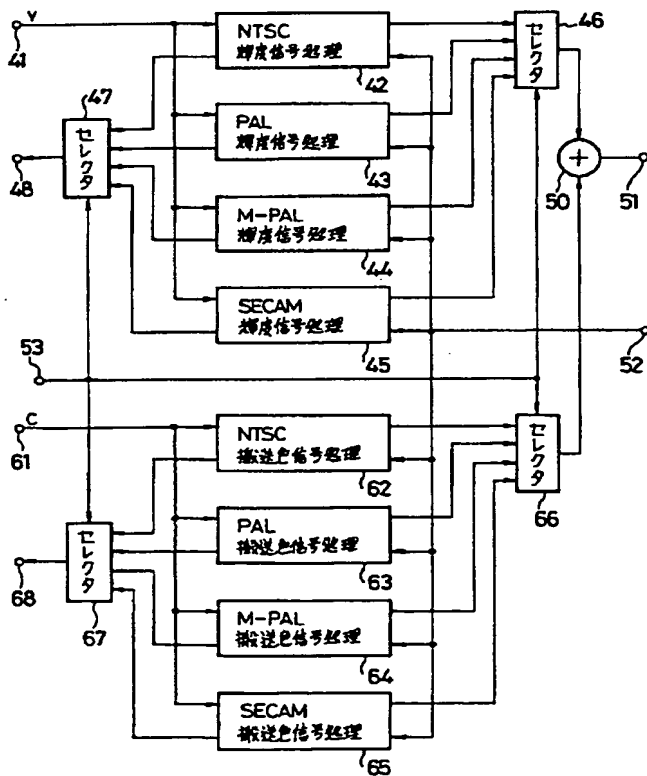 V
41
NTSC
輝度信号処理
42
セレクタ
46
47
セレクタ
48
PAL
輝度信号処理
43
+
50
51
M-PAL
輝度信号処理
44
SECAM
輝度信号処理
45
52
53
C
61
NTSC
搬送色信号処理
62
セレクタ
66
セレクタ
67
68
PAL
搬送色信号処理
63
M-PAL
搬送色信号処理
64
SECAM
搬送色信号処理
65